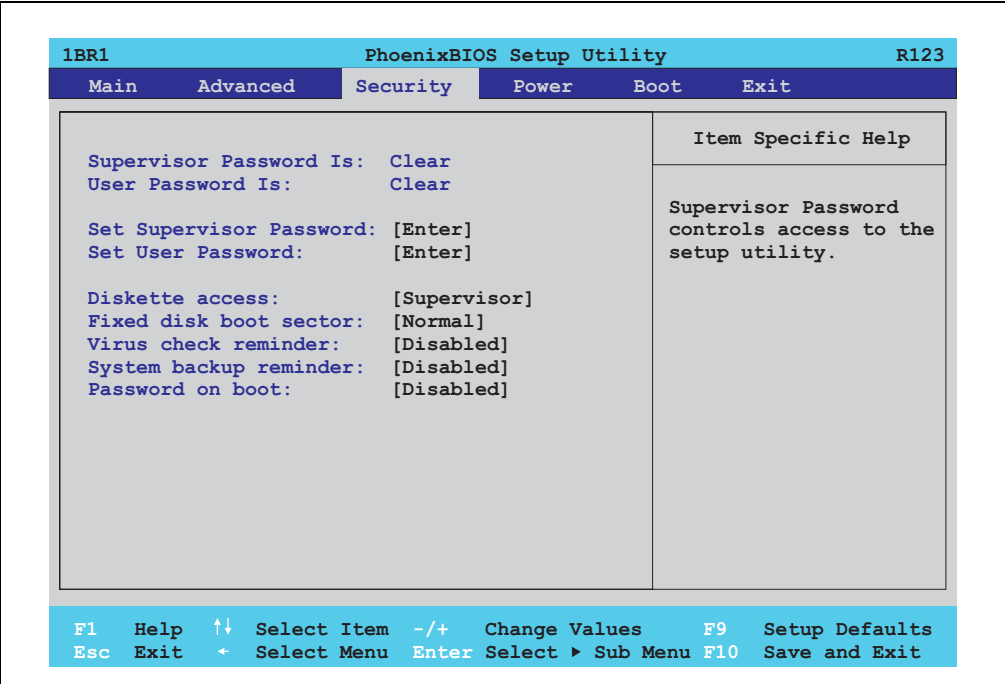 1BR1 PhoenixBIOS Setup Utility R123
Main Advanced Security Power Boot Exit
Item Specific Help
Supervisor Password Is: Clear
User Password Is: Clear
Supervisor Password
Set Supervisor Password: [Enter] controls access to the
Set User Password: [Enter] setup utility.
Diskette access: [Supervisor]
Fixed disk boot sector: [Normal]
Virus check reminder: [Disabled]
System backup reminder: [Disabled]
Password on boot: [Disabled]
F1 Help ↑↓ Select Item -/+ Change Values F9 Setup Defaults
Esc Exit ← Select Menu Enter Select ▶ Sub Menu F10 Save and Exit